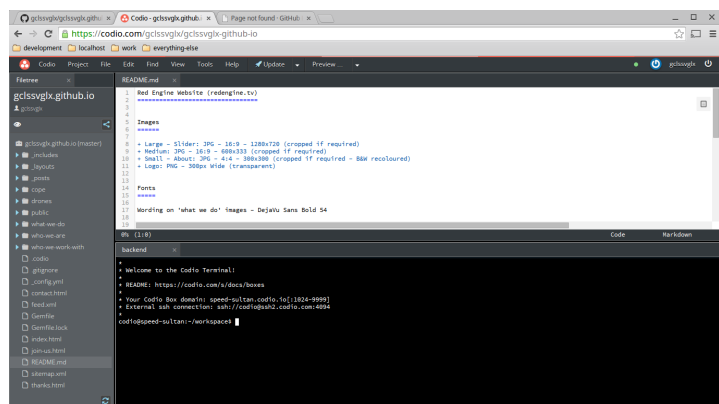 gclssvglx/gclssvglx.githu
Codio - gclssvglx.github.i
Page not found · GitHub
https://codio.com/gclssvglx/gclssvglx-github-io
development localhost work everything-else
Codio Project File Edit Find View Tools Help Update Preview ...
gclssvglx
Filetree
README.md
gclssvglx.github.io
gclssvglx
gclssvglx.github.io (master)
_includes
_layouts
_posts
cope
drones
public
what-we-do
who-we-are
who-we-work-with
.codio
.gitignore
_config.yml
contact.html
feed.xml
Gemfile
Gemfile.lock
index.html
join-us.html
README.md
sitemap.xml
thanks.html
1 Red Engine Website (redengine.tv)
2 =================================
3
4
5 Images
6 ======
7
8 + Large - Slider: JPG - 16:9 - 1280x720 (cropped if required)
9 + Medium: JPG - 16:9 - 600x333 (cropped if required)
10 + Small - About: JPG - 4:4 - 300x300 (cropped if required - B&W recoloured)
11 + Logo: PNG - 300px Wide (transparent)
12
13
14 Fonts
15 =====
16
17 Wording on 'what we do' images - DejaVu Sans Bold 54
18
19
0% (1:0) Code Markdown
backend
*
* Welcome to the Codio Terminal!
*
* README: https://codio.com/s/docs/boxes
*
* Your Codio Box domain: speed-sultan.codio.io[:1024-9999]
* External ssh connection: ssh://codio@ssh2.codio.com:4094
*
codio@speed-sultan:~/workspace$